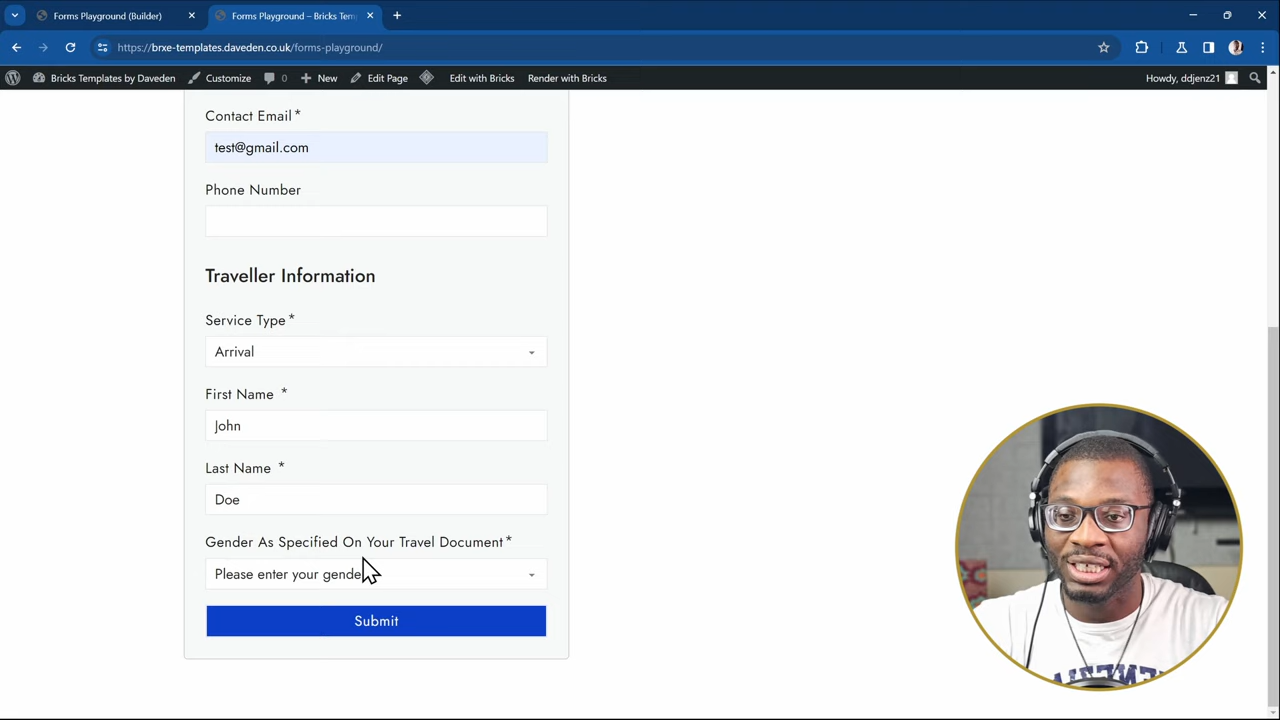 Forms Playground (Builder)
Forms Playground – Bricks Tem
https://brxe-templates.daveden.co.uk/forms-playground/
Bricks Templates by Daveden
Customize
0
New
Edit Page
Edit with Bricks
Render with Bricks
Howdy, ddjenz21
Contact Email*
test@gmail.com
Phone Number
Traveller Information
Service Type*
Arrival
First Name *
John
Last Name *
Doe
Gender As Specified On Your Travel Document*
Please enter your gende
Submit